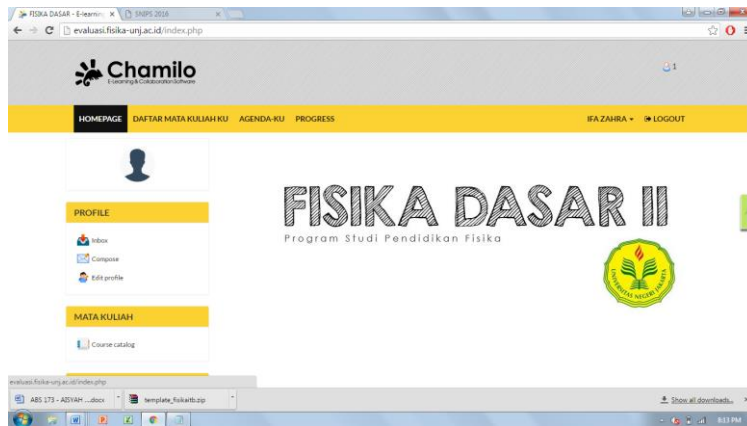 FISIKA DASAR - E-learning
SNIPS 2016
evaluasi.fisika-unj.ac.id/index.php
Chamilo
E-Learning & Collaboration Software
1
HOMEPAGE DAFTAR MATA KULIAH KU AGENDA-KU PROGRESS IFA ZAHRA LOGOUT
PROFILE
Inbox
Compose
Edit profile
MATA KULIAH
Course catalog
FISIKA DASAR II
Program Studi Pendidikan Fisika
UNIVERSITAS NEGERI JAKARTA
evaluasi.fisika-unj.ac.id/index.php
ABS 173 - AISYAH ....docx
template_fisikaitb.zip
Show all downloads...
8:13 PM